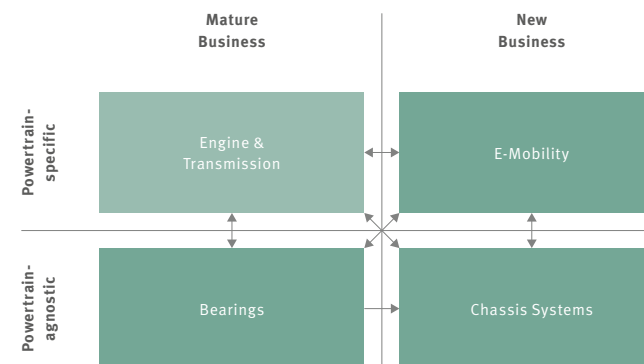 Mature
Business
New
Business
Powertrain-
specific
Engine &
Transmission
E-Mobility
Powertrain-
agnostic
Bearings
Chassis Systems